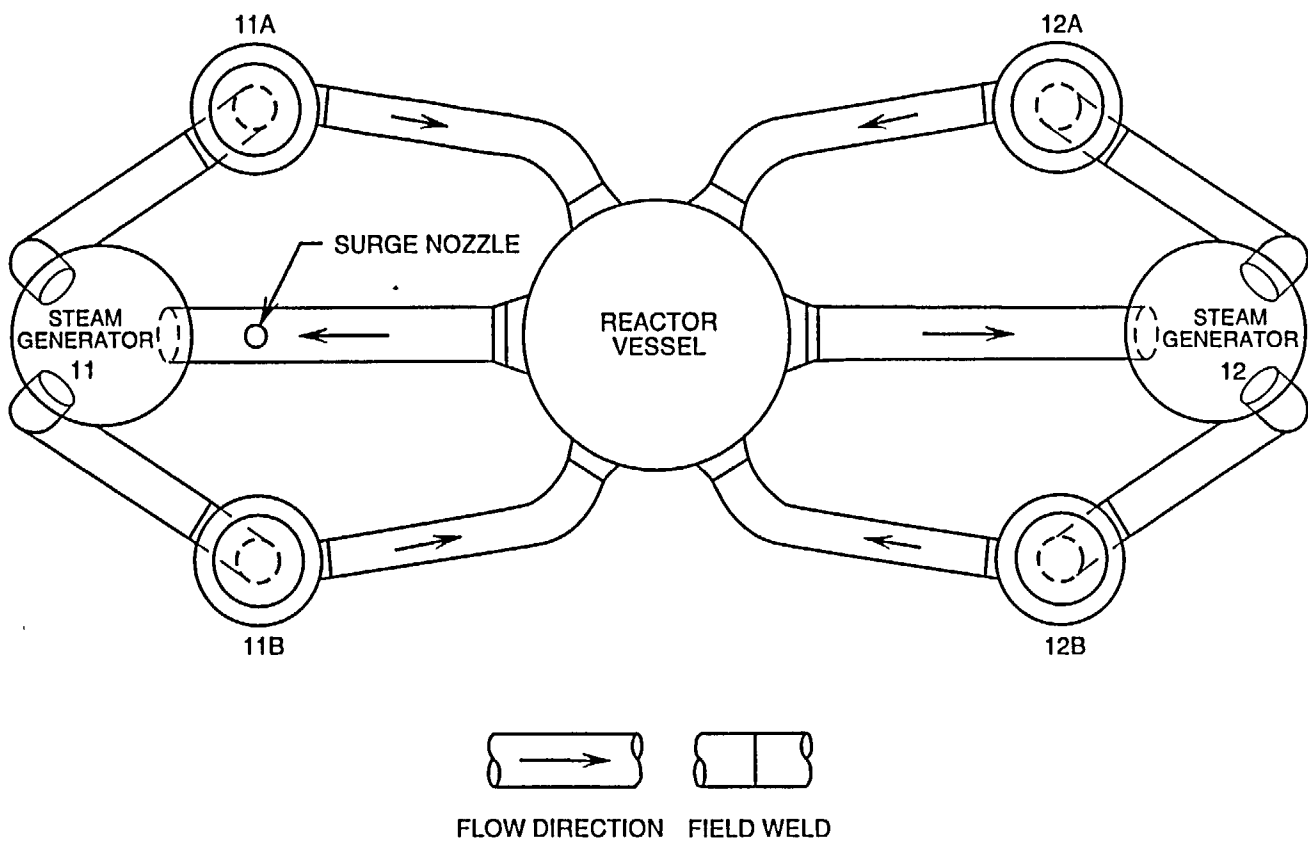 11A
12A
SURGE NOZZLE
STEAM
GENERATOR
11
REACTOR
VESSEL
STEAM
GENERATOR
12
11B
12B
FLOW DIRECTION
FIELD WELD